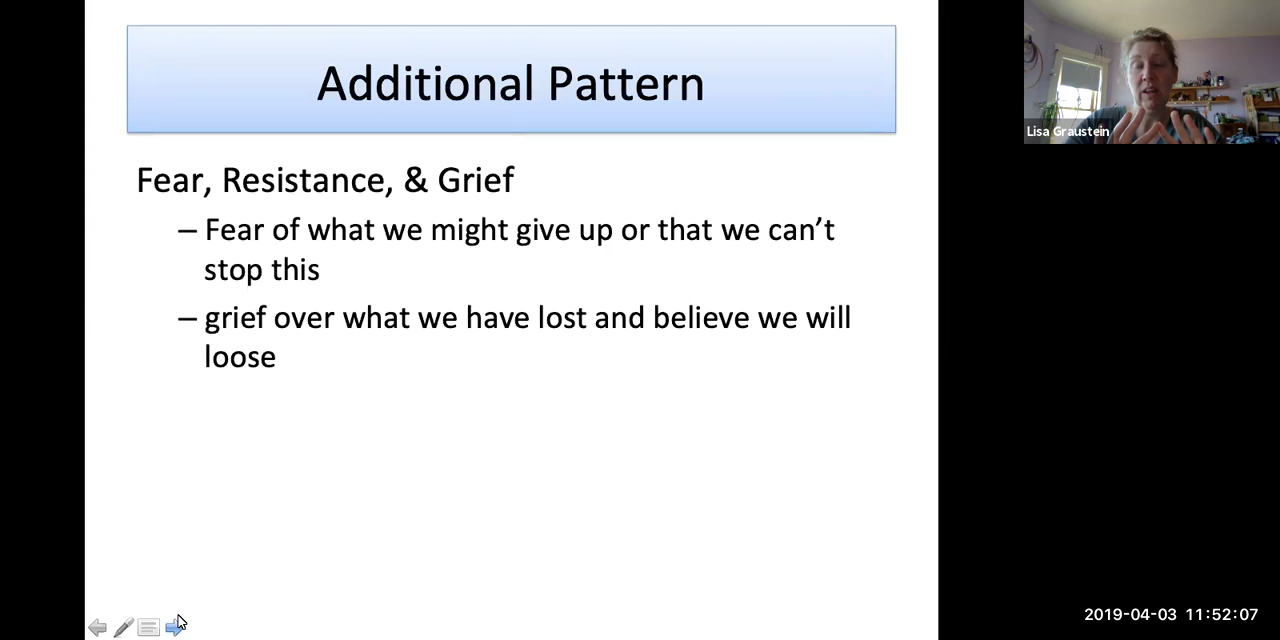 Additional Pattern
Lisa Graustein
Fear, Resistance, & Grief
– Fear of what we might give up or that we can't
stop this
– grief over what we have lost and believe we will
loose
2019-04-03 11:52:07